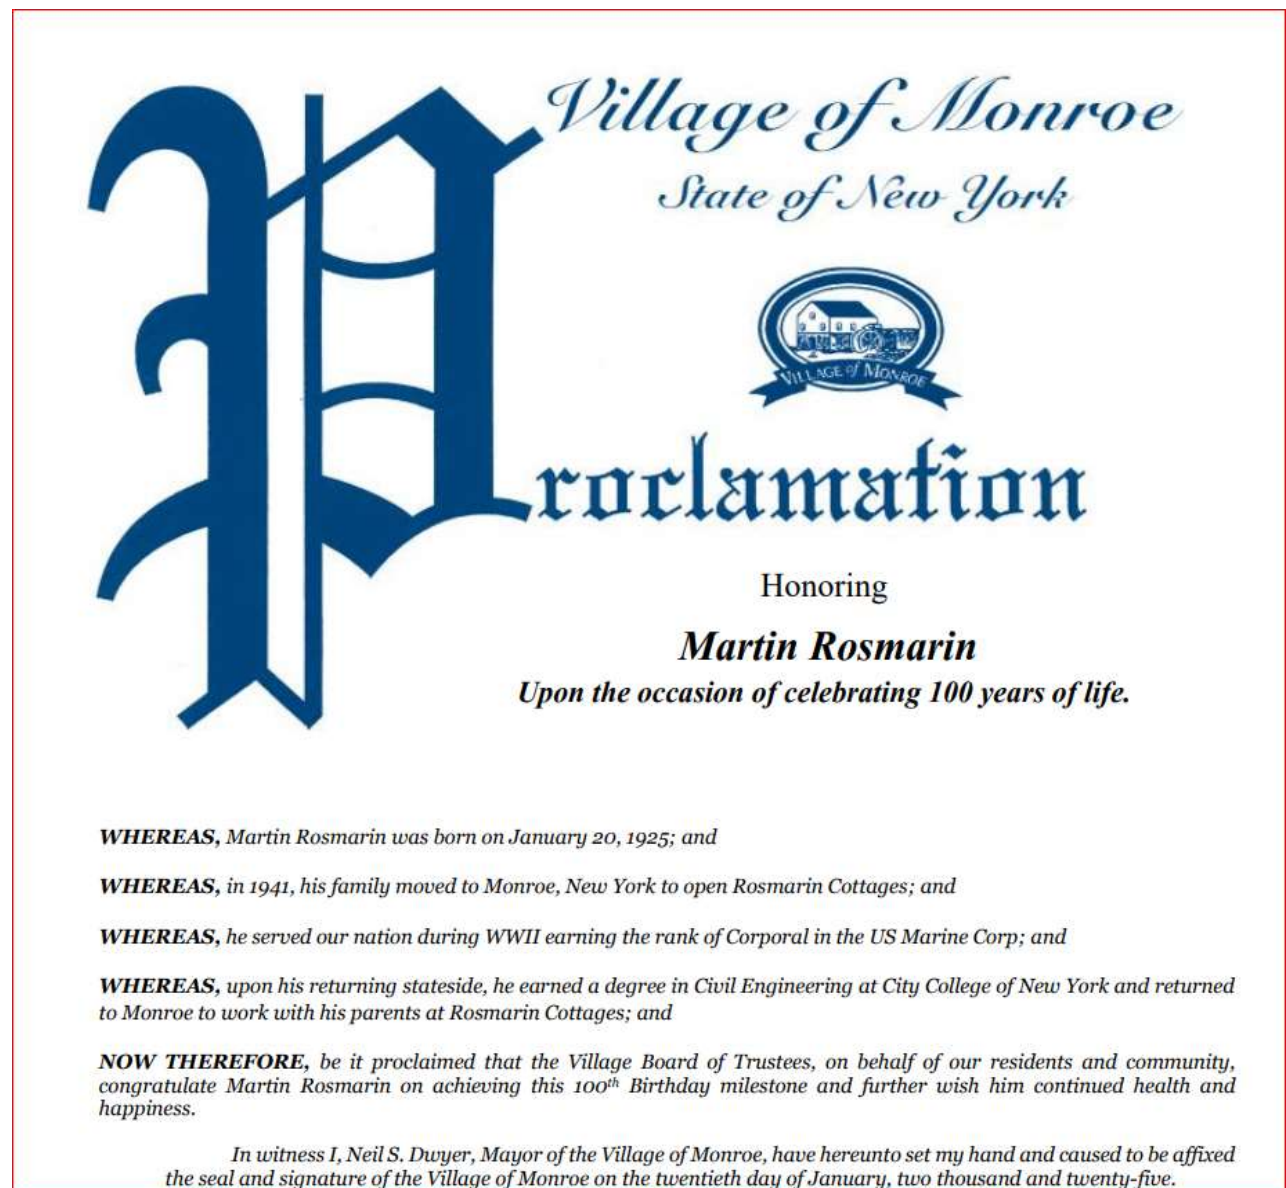 Village of Monroe
State of New York
VILLAGE of MONROE
Proclamation
Honoring
Martin Rosmarin
Upon the occasion of celebrating 100 years of life.
WHEREAS, Martin Rosmarin was born on January 20, 1925; and
WHEREAS, in 1941, his family moved to Monroe, New York to open Rosmarin Cottages; and
WHEREAS, he served our nation during WWII earning the rank of Corporal in the US Marine Corp; and
WHEREAS, upon his returning stateside, he earned a degree in Civil Engineering at City College of New York and returned
to Monroe to work with his parents at Rosmarin Cottages; and
NOW THEREFORE, be it proclaimed that the Village Board of Trustees, on behalf of our residents and community,
congratulate Martin Rosmarin on achieving this 100th Birthday milestone and further wish him continued health and
happiness.
In witness I, Neil S. Dwyer, Mayor of the Village of Monroe, have hereunto set my hand and caused to be affixed
the seal and signature of the Village of Monroe on the twentieth day of January, two thousand and twenty-five.